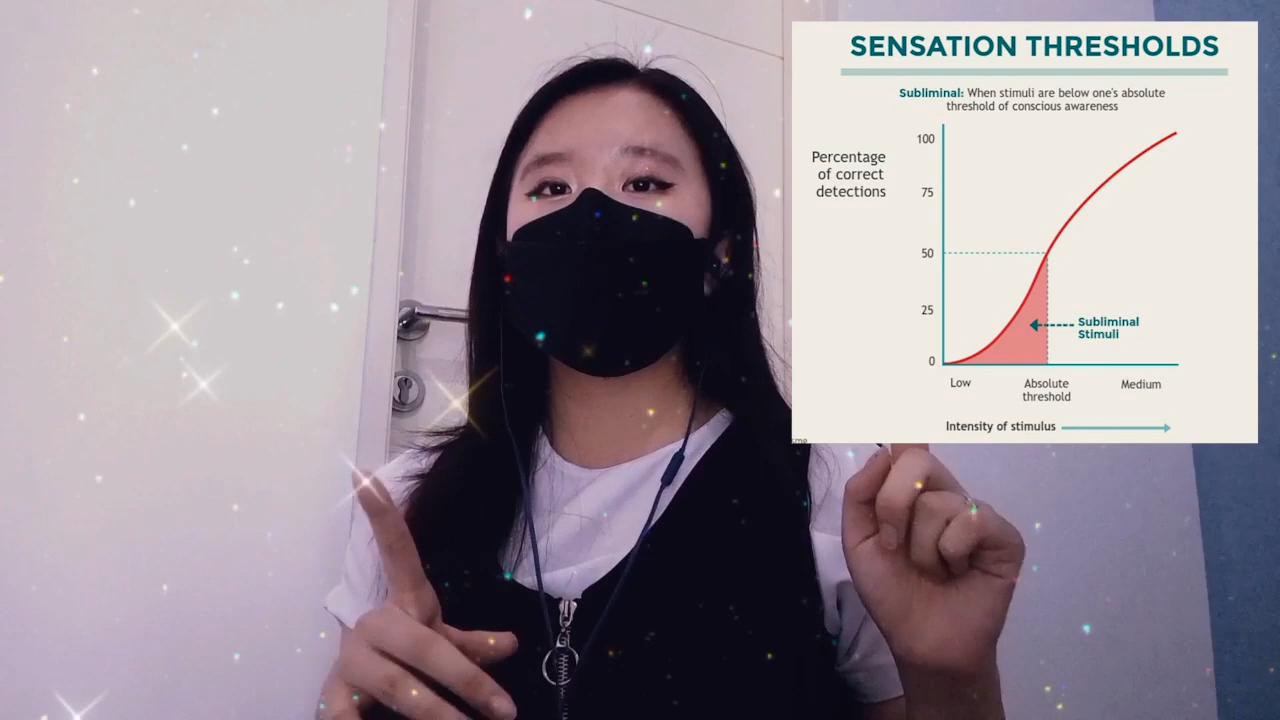 SENSATION THRESHOLDS
Subliminal: When stimuli are below one's absolute
threshold of conscious awareness
Percentage
of correct
detections
100
75
50
25
0
Subliminal
Stimuli
Low
Absolute
threshold
Medium
Intensity of stimulus